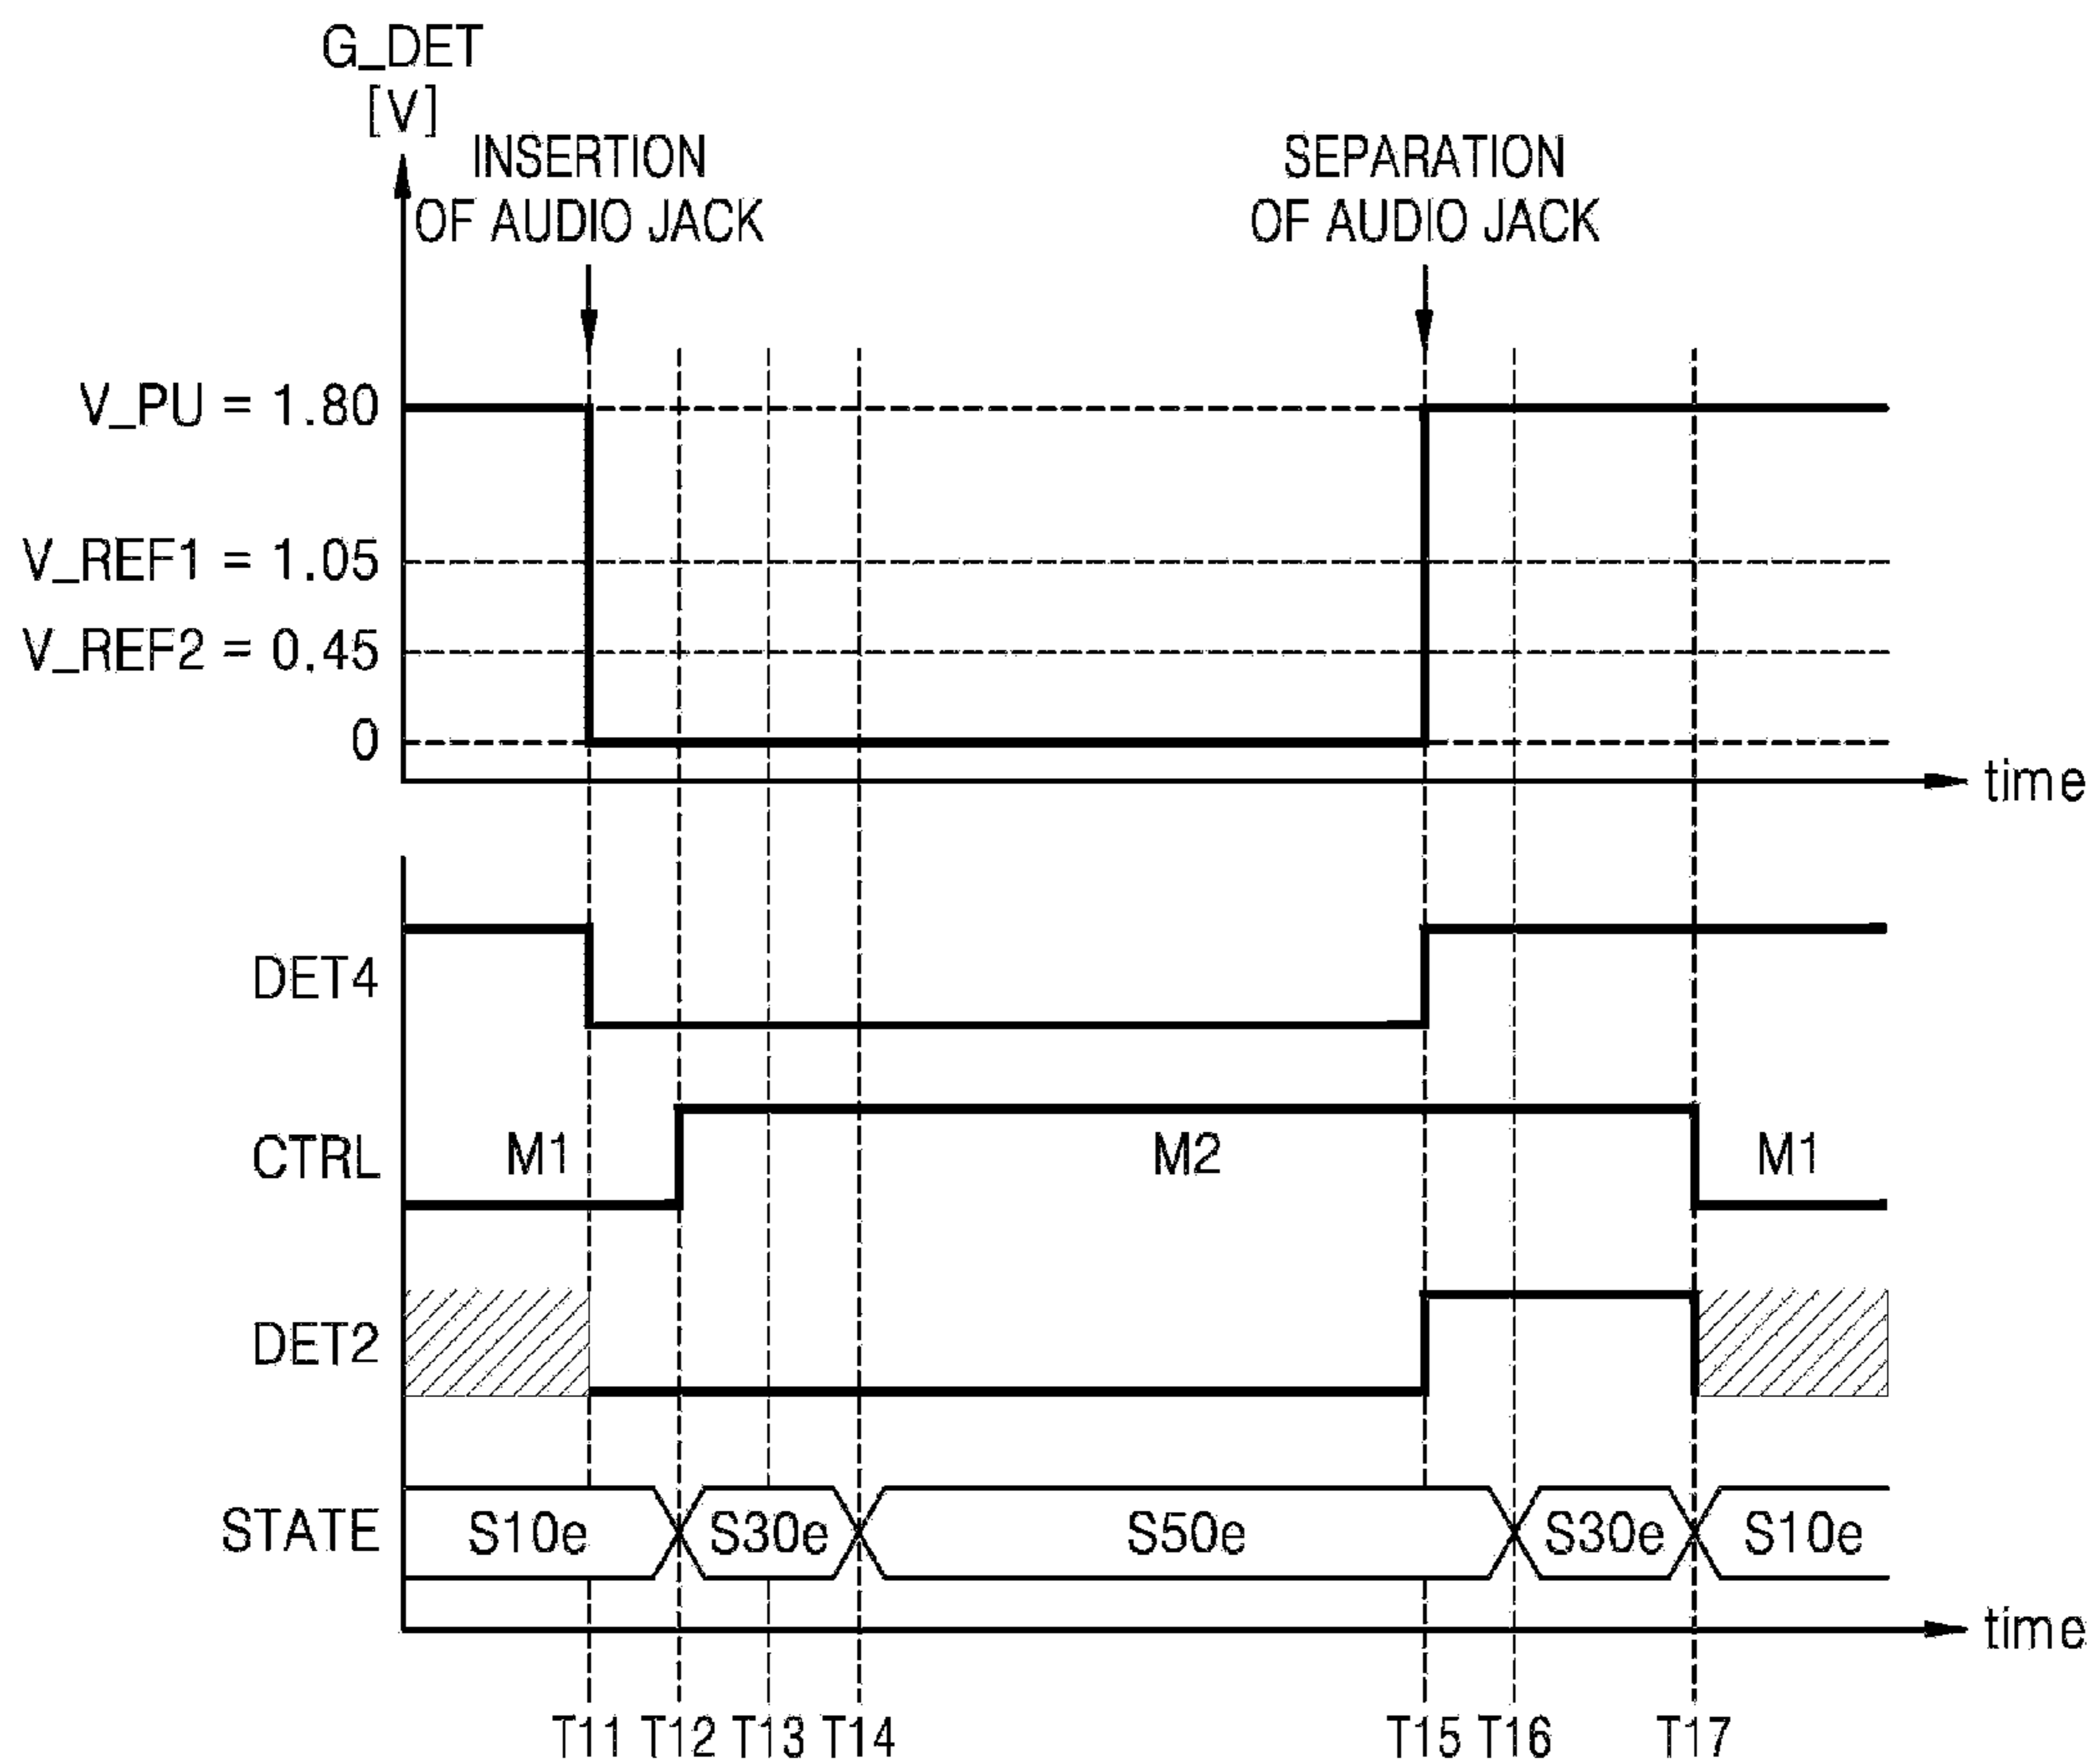 G_DET
[V]
INSERTION
OF AUDIO JACK
SEPARATION
OF AUDIO JACK
V_PU = 1.80
V_REF1 = 1.05
V_REF2 = 0.45
0
time
DET4
CTRL M1 M2 M1
DET2
STATE S10e S30e S50e S30e S10e
time
T11 T12 T13 T14 T15 T16 T17